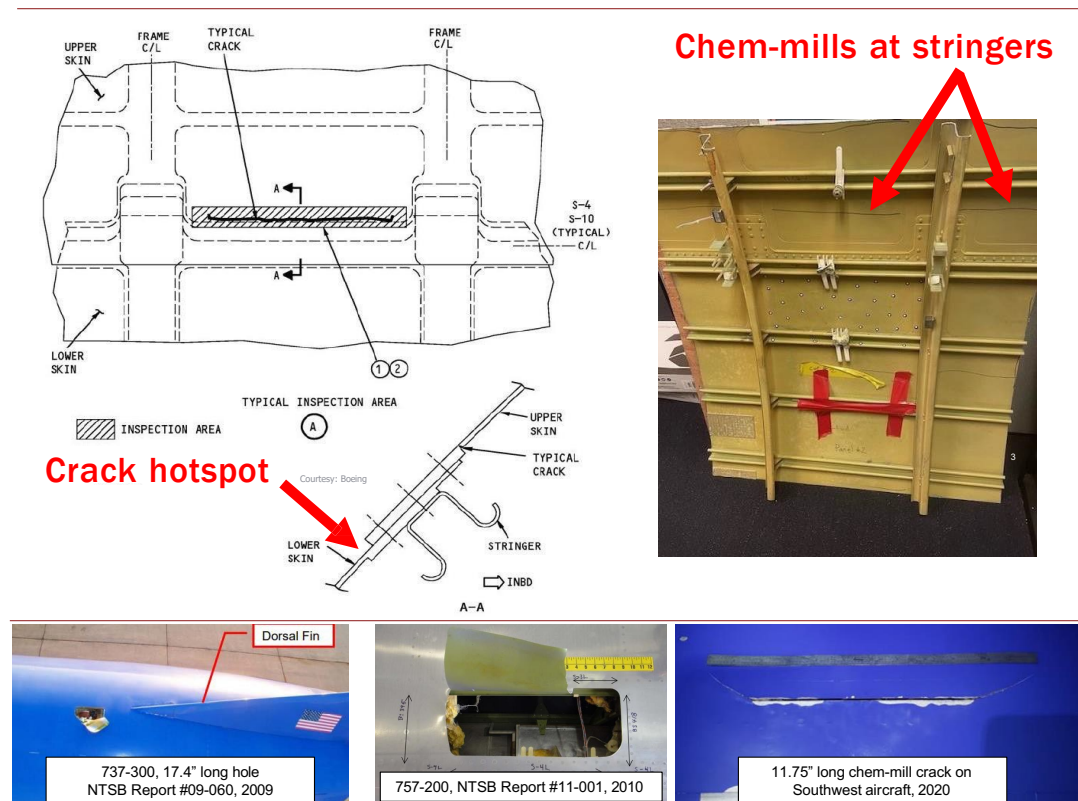 UPPER
SKIN
FRAME
C/L
TYPICAL
CRACK
FRAME
C/L
A
S-4
S-10
(TYPICAL)
C/L
A
LOWER
SKIN
1 2
TYPICAL INSPECTION AREA
INSPECTION AREA
A
Crack hotspot
Courtesy: Boeing
UPPER
SKIN
TYPICAL
CRACK
LOWER
SKIN
STRINGER
INBD
A-A
Chem-mills at stringers
3
Dorsal Fin
737-300, 17.4” long hole
NTSB Report #09-060, 2009
757-200, NTSB Report #11-001, 2010
11.75” long chem-mill crack on
Southwest aircraft, 2020